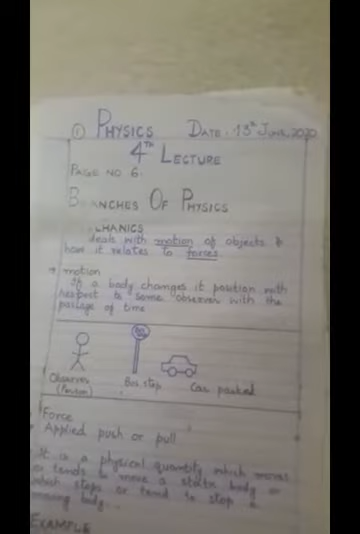 ① PHYSICS DATE: 13th JUNE, 2020
4TH LECTURE
PAGE NO 6.
B ANCHES OF PHYSICS
CHANICS
deals with motion of objects &
how it relates to forces
motion
If a body changes it position with
respect to some observer with the
passage of time
Observer Bus stop Car parked
(Person)
Force
Applied push or pull
It is a physical quantity which moves
or tends to move a static body or
which stops or tend to stop a
moving body.
EXAMPLE